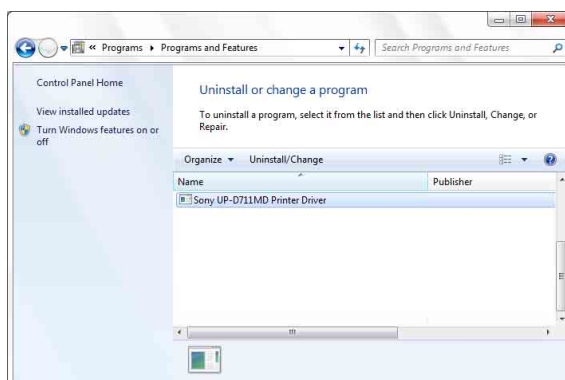 « Programs ▸ Programs and Features
Search Programs and Features
Control Panel Home
View installed updates
Turn Windows features on or
off
Uninstall or change a program
To uninstall a program, select it from the list and then click Uninstall, Change, or
Repair.
Organize Uninstall/Change
Name Publisher
Sony UP-D711MD Printer Driver